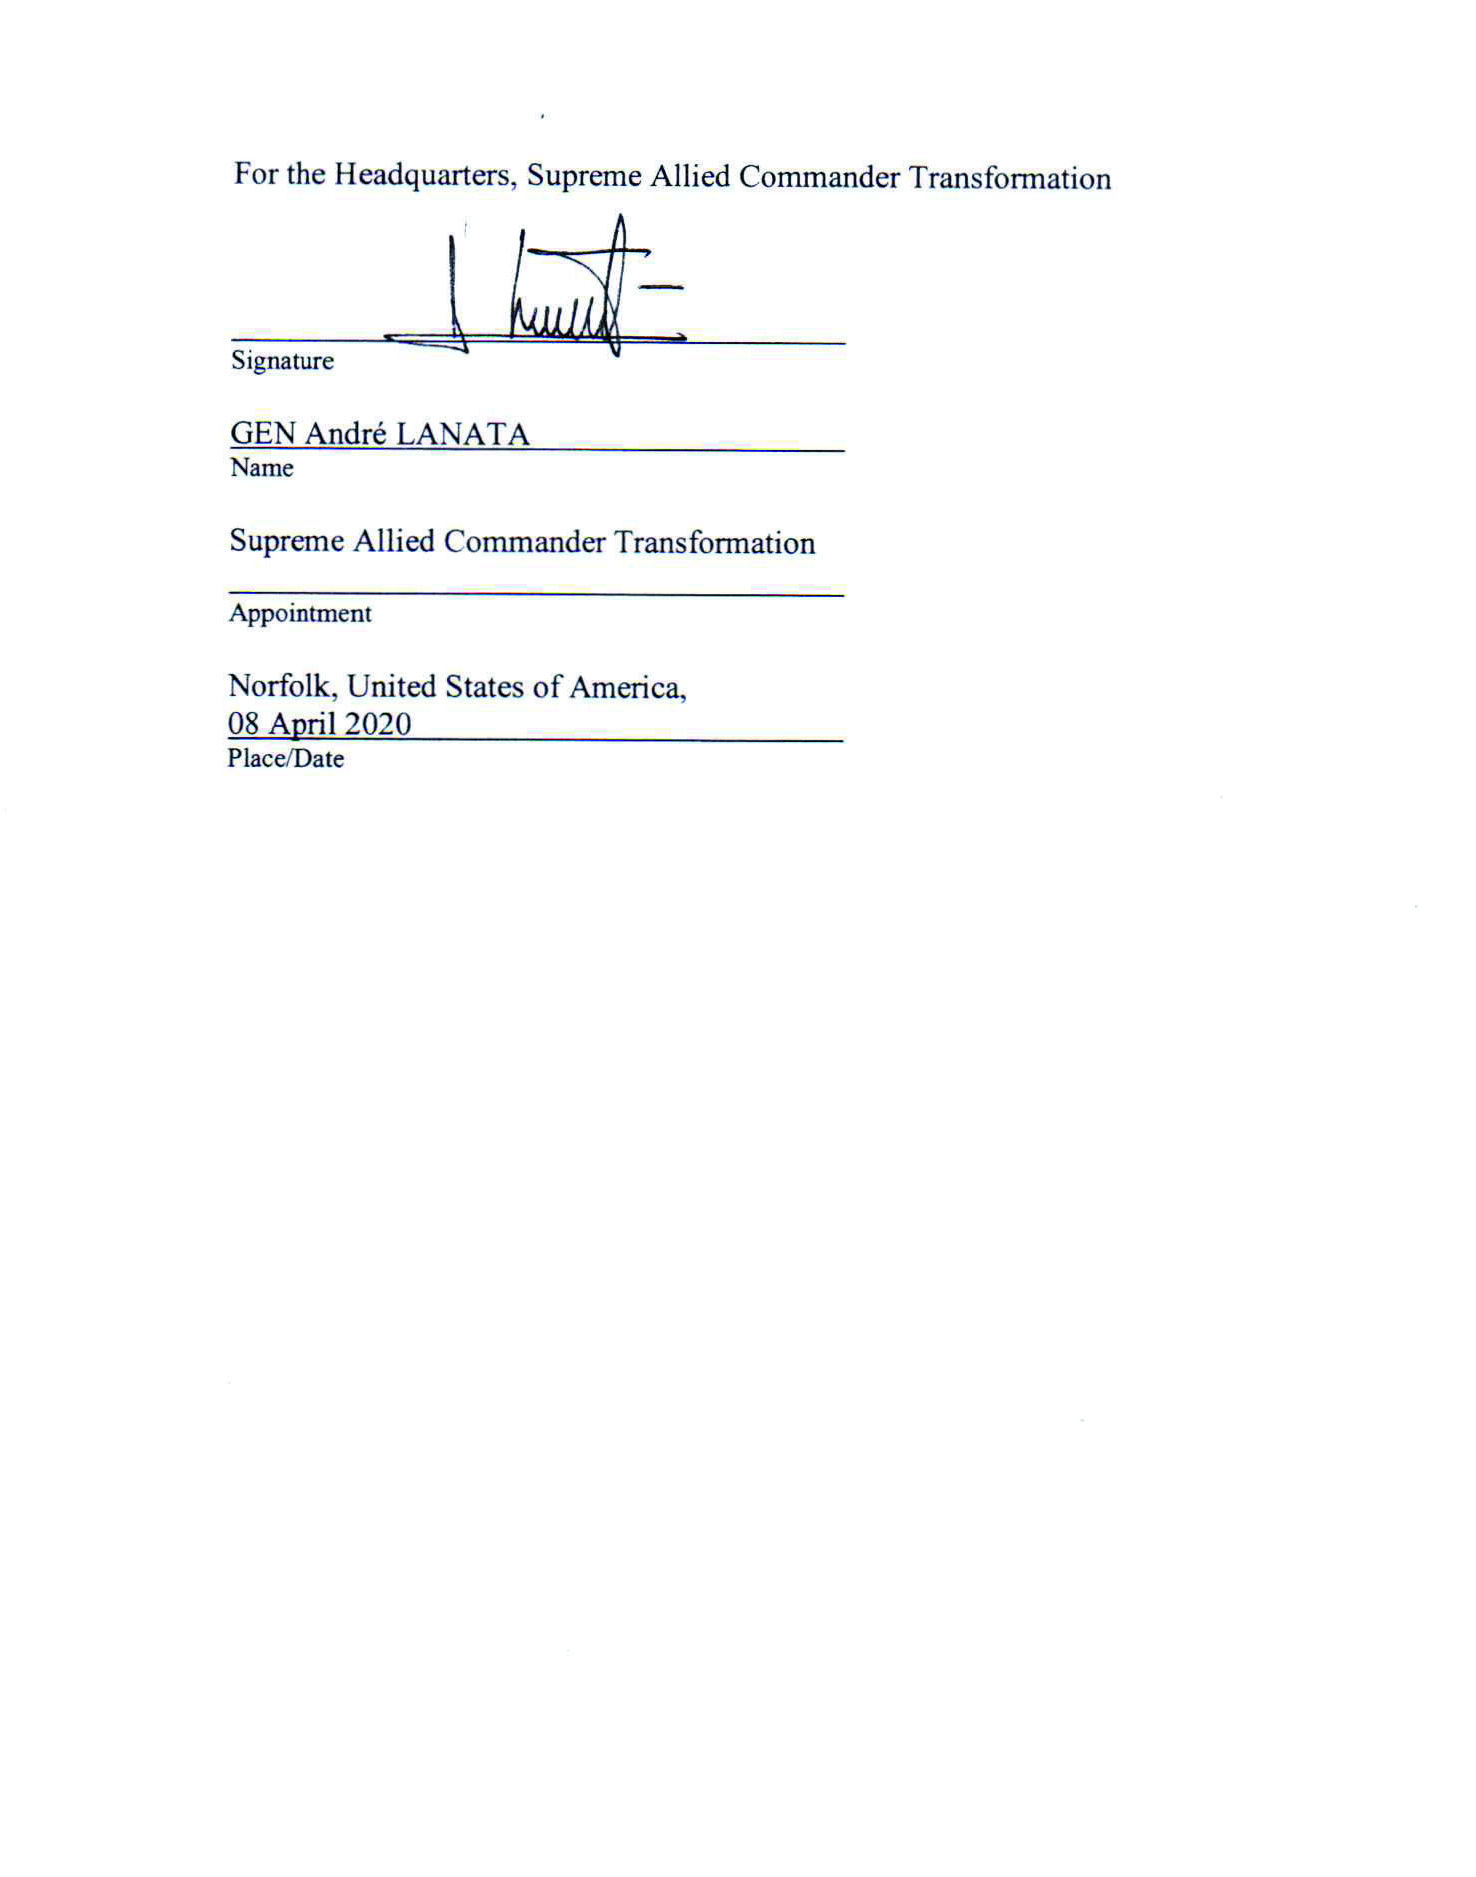 For the Headquarters, Supreme Allied Commander Transformation
Signature
GEN André LANATA
Name
Supreme Allied Commander Transformation
Appointment
Norfolk, United States of America,
08 April 2020
Place/Date